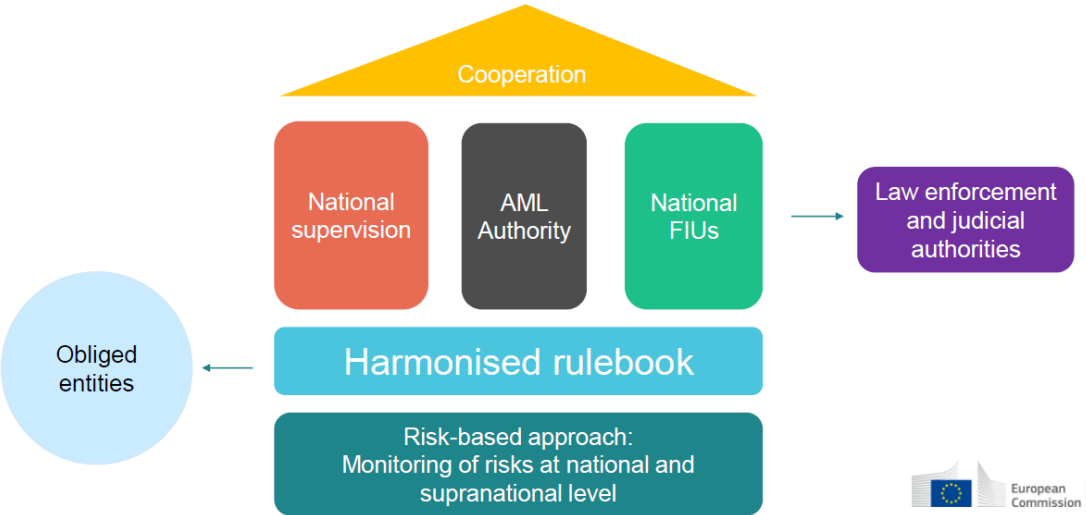 Cooperation
National
supervision
AML
Authority
National
FIUs
Law enforcement
and judicial
authorities
Obliged
entities
Harmonised rulebook
Risk-based approach:
Monitoring of risks at national and
supranational level
European
Commission